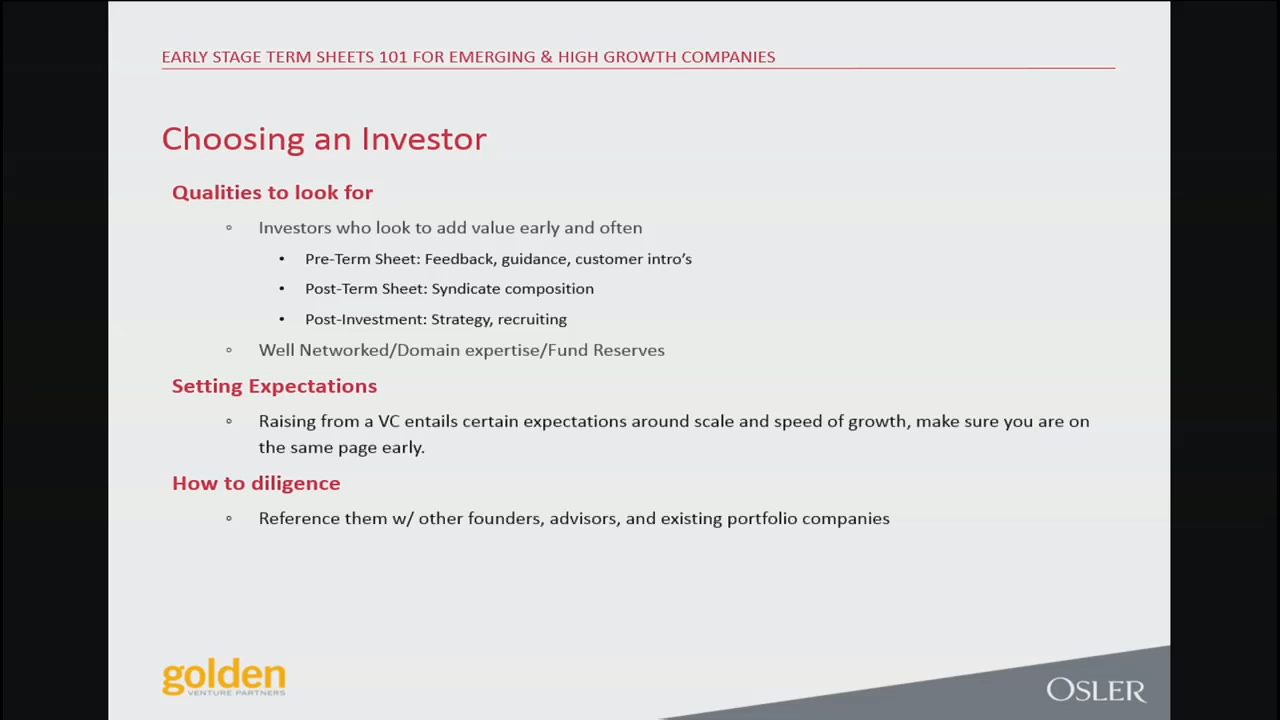 EARLY STAGE TERM SHEETS 101 FOR EMERGING & HIGH GROWTH COMPANIES
Choosing an Investor
Qualities to look for
◦ Investors who look to add value early and often
• Pre-Term Sheet: Feedback, guidance, customer intro’s
• Post-Term Sheet: Syndicate composition
• Post-Investment: Strategy, recruiting
◦ Well Networked/Domain expertise/Fund Reserves
Setting Expectations
◦ Raising from a VC entails certain expectations around scale and speed of growth, make sure you are on
the same page early.
How to diligence
◦ Reference them w/ other founders, advisors, and existing portfolio companies
golden
VENTURE PARTNERS
OSLER